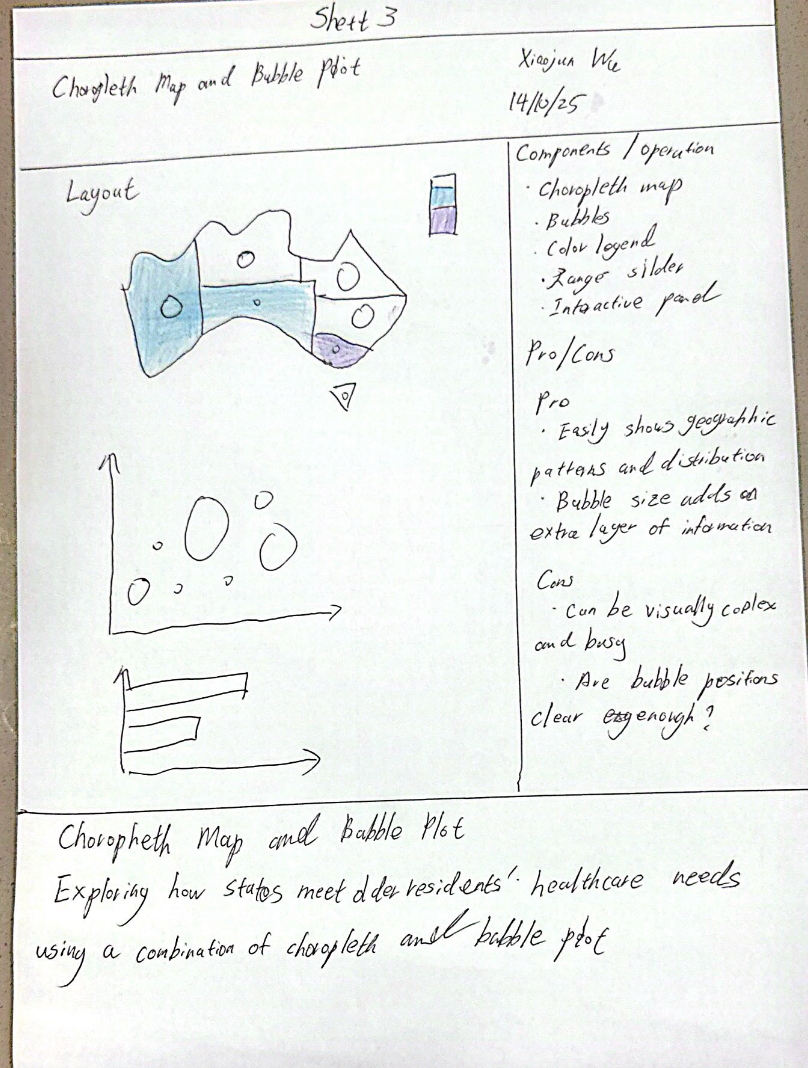 Sheet 3
Choropleth Map and Bubble Plot
Xiaojun Wu
14/10/25
Layout
Components / operation
· Choropleth map
· Bubbles
· Color legend
· Range silder
· Interactive panel
Pro/Cons
Pro
· Easily shows geographic
patterns and distribution
· Bubble size adds an
extra layer of information
Cons
· Can be visually coplex
and busy
· Are bubble positions
clear enough?
Choropheth Map and Bubble Plot
Exploring how states meet older residents' healthcare needs
using a combination of choropleth and bubble plot